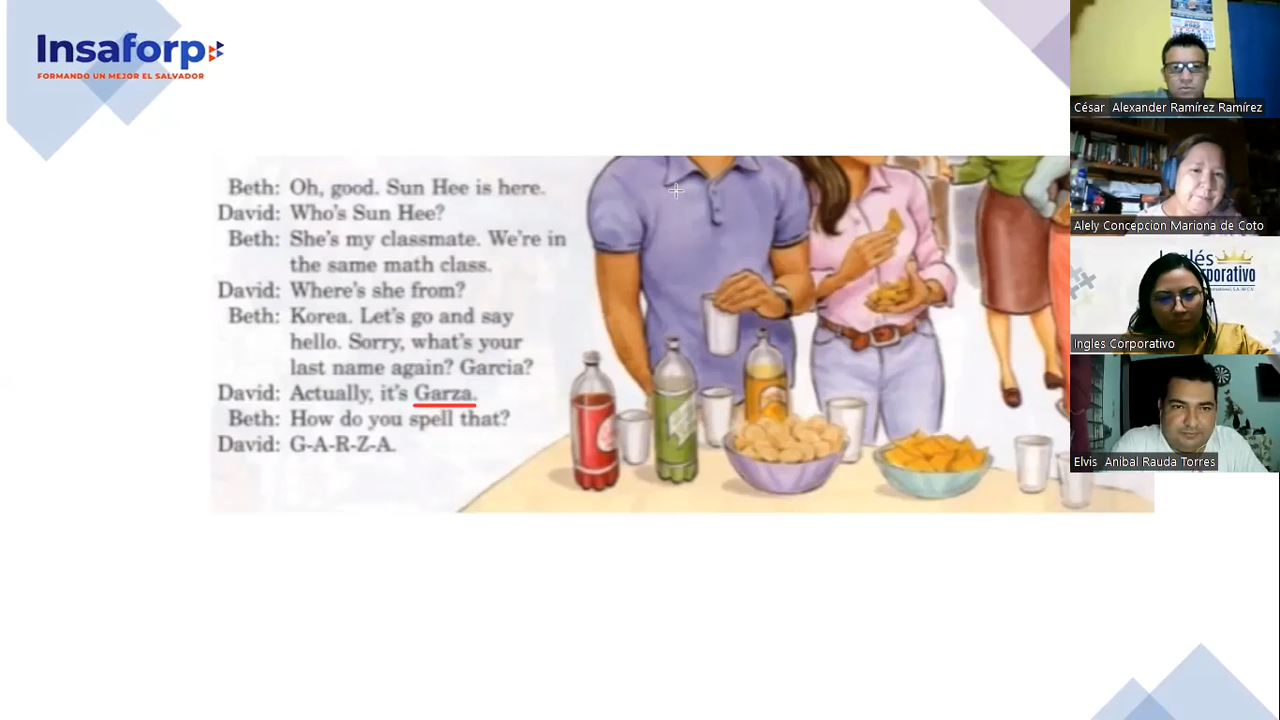 Insaforp
FORMANDO UN MEJOR EL SALVADOR
Beth: Oh, good. Sun Hee is here.
David: Who's Sun Hee?
Beth: She's my classmate. We're in
the same math class.
David: Where's she from?
Beth: Korea. Let's go and say
hello. Sorry, what's your
last name again? Garcia?
David: Actually, it's Garza.
Beth: How do you spell that?
David: G-A-R-Z-A.
César Alexander Ramírez Ramírez
Alely Concepcion Mariona de Coto
Inglés
Ingles Corporativo
Elvis Anibal Rauda Torres